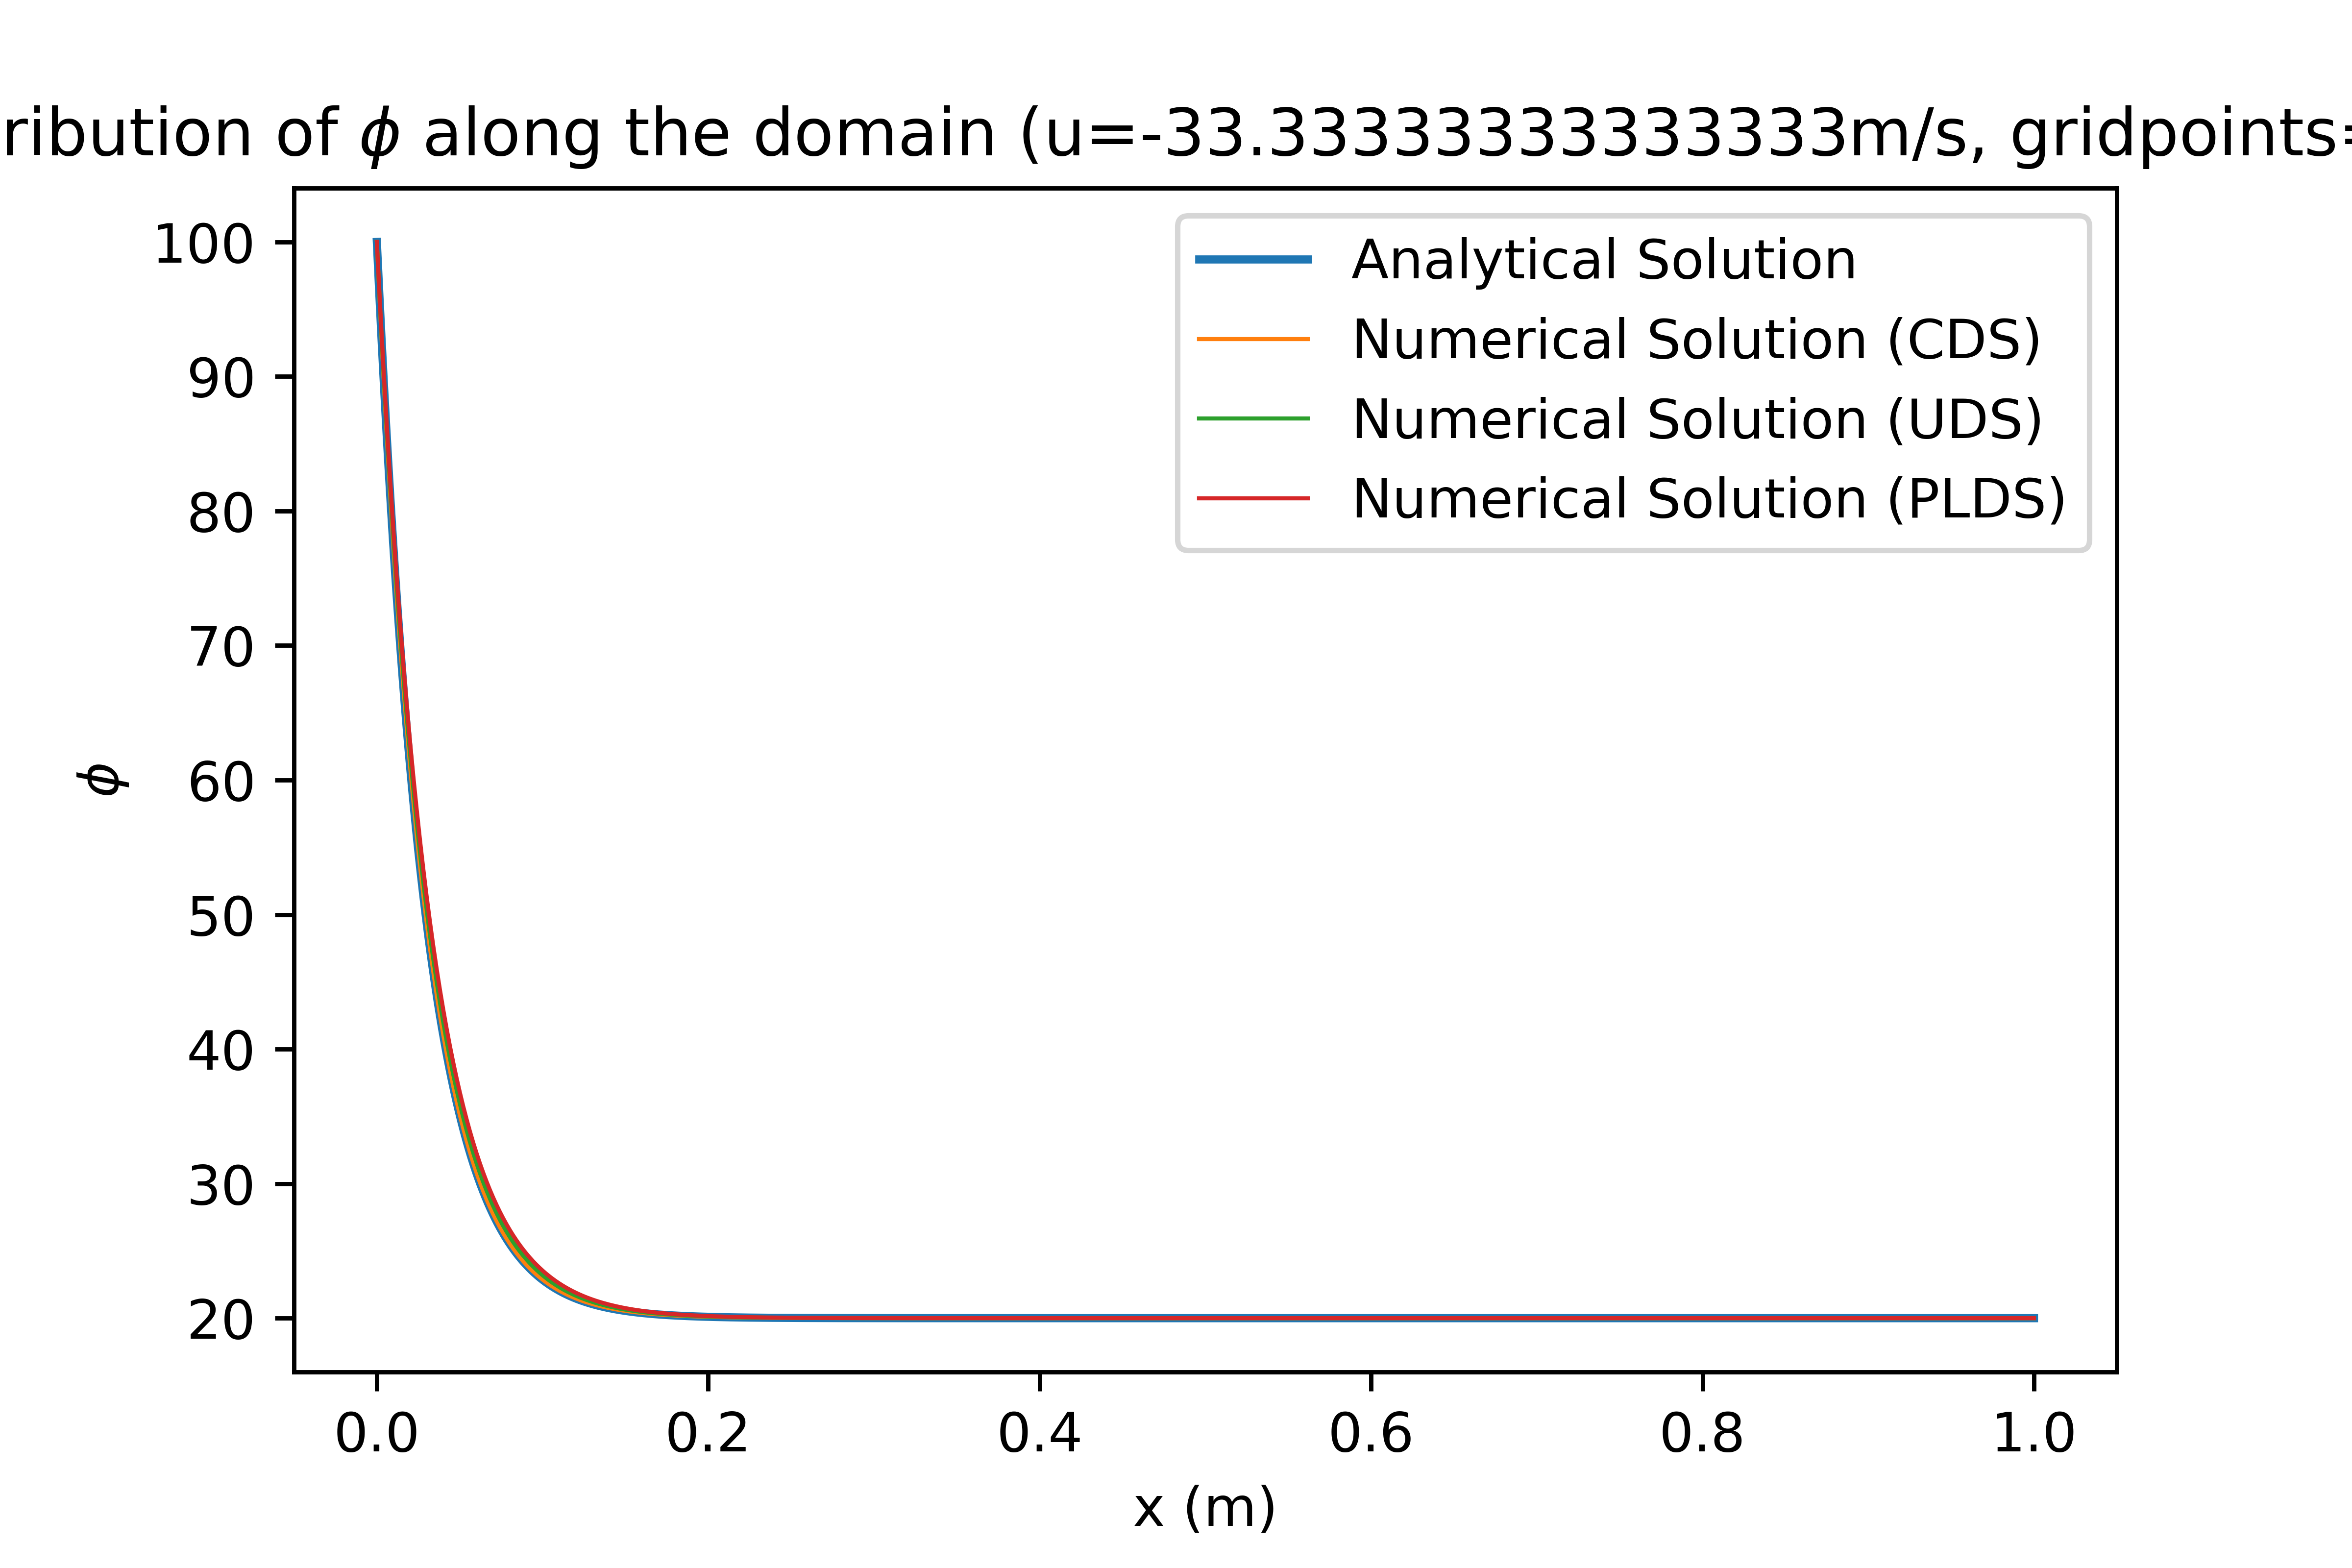 ribution of ϕ along the domain (u=-33.333333333333336m/s, gridpoints=
Analytical Solution
Numerical Solution (CDS)
Numerical Solution (UDS)
Numerical Solution (PLDS)
100
90
80
70
60
50
40
30
20
ϕ
0.0 0.2 0.4 0.6 0.8 1.0
x (m)